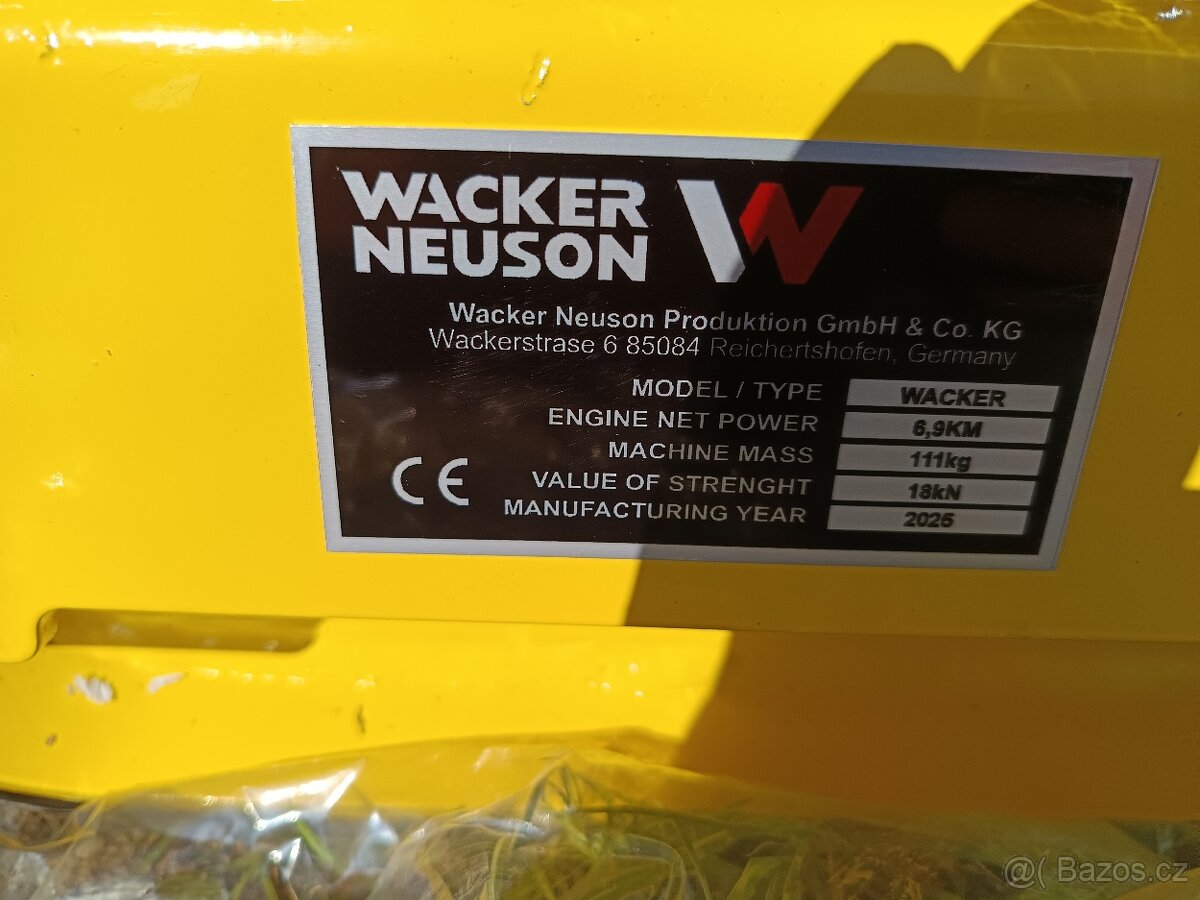 WACKER
NEUSON
Wacker Neuson Produktion GmbH & Co. KG
Wackerstrase 6 85084 Reichertshofen, Germany
MODEL / TYPE WACKER
ENGINE NET POWER 6,9KM
MACHINE MASS 111kg
VALUE OF STRENGHT 18kN
MANUFACTURING YEAR 2025
CE
@( Bazos.cz